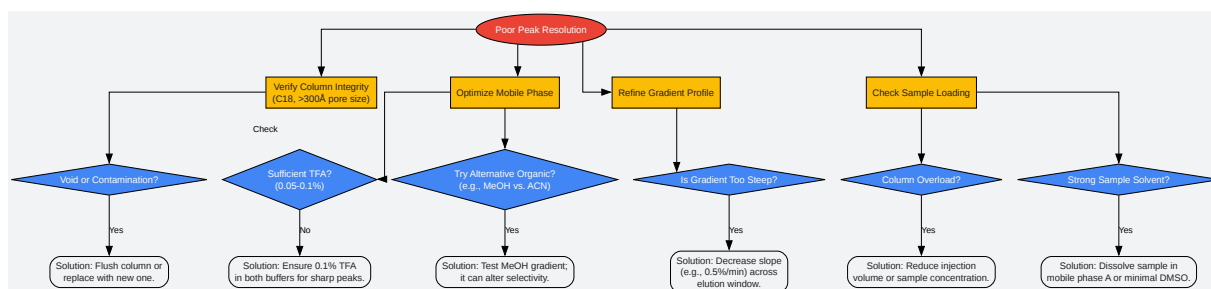 Poor Peak Resolution
Verify Column Integrity
(C18, >300Å pore size)
Optimize Mobile Phase
Refine Gradient Profile
Check Sample Loading
Check
Void or Contamination?
Sufficient TFA?
(0.05-0.1%)
Try Alternative Organic?
(e.g., MeOH vs. ACN)
Is Gradient Too Steep?
Column Overload?
Strong Sample Solvent?
Yes
No
Yes
Yes
Yes
Yes
Solution: Flush column or
replace with new one.
Solution: Ensure 0.1% TFA
in both buffers for sharp peaks.
Solution: Test MeOH gradient;
it can alter selectivity.
Solution: Decrease slope
(e.g., 0.5%/min) across
elution window.
Solution: Reduce injection
volume or sample concentration.
Solution: Dissolve sample in
mobile phase A or minimal DMSO.